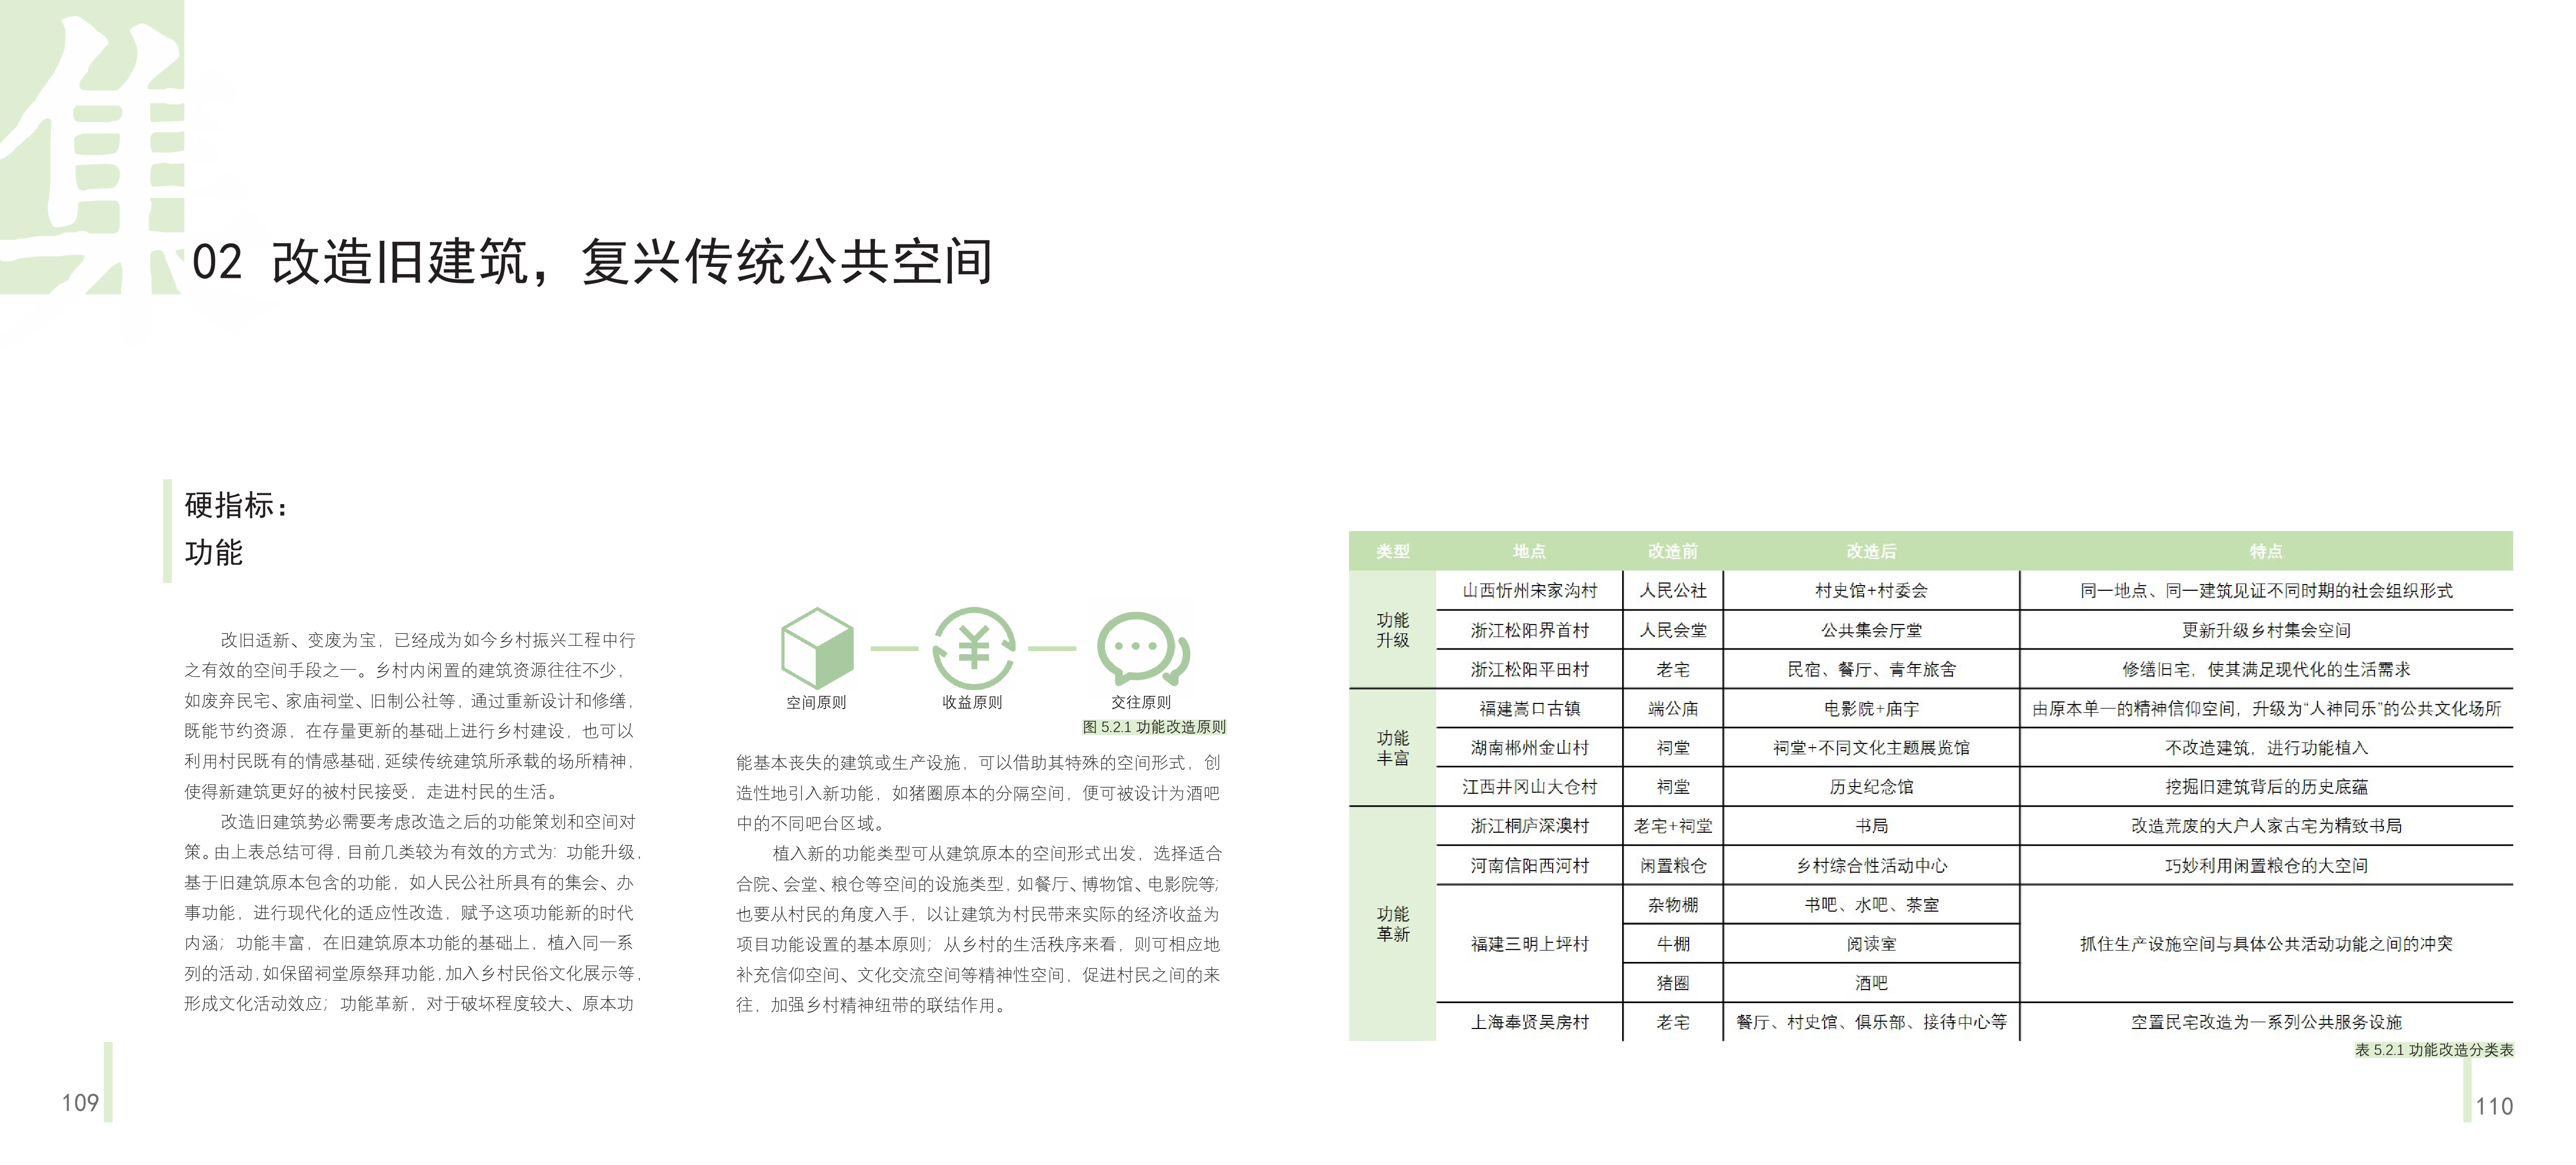 集
02 改造旧建筑，复兴传统公共空间
硬指标：
功能
改旧适新、变废为宝，已经成为如今乡村振兴工程中行
之有效的空间手段之一。乡村内闲置的建筑资源往往不少，
如废弃民宅、家庙祠堂、旧制公社等，通过重新设计和修缮，
既能节约资源，在存量更新的基础上进行乡村建设，也可以
利用村民既有的情感基础，延续传统建筑所承载的场所精神，
使得新建筑更好的被村民接受，走进村民的生活。
改造旧建筑势必需要考虑改造之后的功能策划和空间对
策。由上表总结可得，目前几类较为有效的方式为：功能升级，
基于旧建筑原本包含的功能，如人民公社所具有的集会、办
事功能，进行现代化的适应性改造，赋予这项功能新的时代
内涵；功能丰富，在旧建筑原本功能的基础上，植入同一系
列的活动，如保留祠堂原祭拜功能，加入乡村民俗文化展示等，
形成文化活动效应；功能革新，对于破坏程度较大、原本功
空间原则 收益原则 交往原则
图 5.2.1 功能改造原则
能基本丧失的建筑或生产设施，可以借助其特殊的空间形式，创
造性地引入新功能，如猪圈原本的分隔空间，便可被设计为酒吧
中的不同吧台区域。
植入新的功能类型可从建筑原本的空间形式出发，选择适合
合院、会堂、粮仓等空间的设施类型，如餐厅、博物馆、电影院等；
也要从村民的角度入手，以让建筑为村民带来实际的经济收益为
项目功能设置的基本原则；从乡村的生活秩序来看，则可相应地
补充信仰空间、文化交流空间等精神性空间，促进村民之间的来
往，加强乡村精神纽带的联结作用。
109
类型 地点 改造前 改造后 特点
功能
升级
山西忻州宋家沟村 人民公社 村史馆+村委会 同一地点、同一建筑见证不同时期的社会组织形式
浙江松阳界首村 人民会堂 公共集会厅堂 更新升级乡村集会空间
浙江松阳平田村 老宅 民宿、餐厅、青年旅舍 修缮旧宅，使其满足现代化的生活需求
功能
丰富
福建嵩口古镇 端公庙 电影院+庙宇 由原本单一的精神信仰空间，升级为“人神同乐”的公共文化场所
湖南郴州金山村 祠堂 祠堂+不同文化主题展览馆 不改造建筑，进行功能植入
江西井冈山大仓村 祠堂 历史纪念馆 挖掘旧建筑背后的历史底蕴
功能
革新
浙江桐庐深澳村 老宅+祠堂 书局 改造荒废的大户人家古宅为精致书局
河南信阳西河村 闲置粮仓 乡村综合性活动中心 巧妙利用闲置粮仓的大空间
福建三明上坪村 杂物棚 书吧、水吧、茶室 抓住生产设施空间与具体公共活动功能之间的冲突
牛棚 阅读室
猪圈 酒吧
上海奉贤吴房村 老宅 餐厅、村史馆、俱乐部、接待中心等 空置民宅改造为一系列公共服务设施
表 5.2.1 功能改造分类表
110